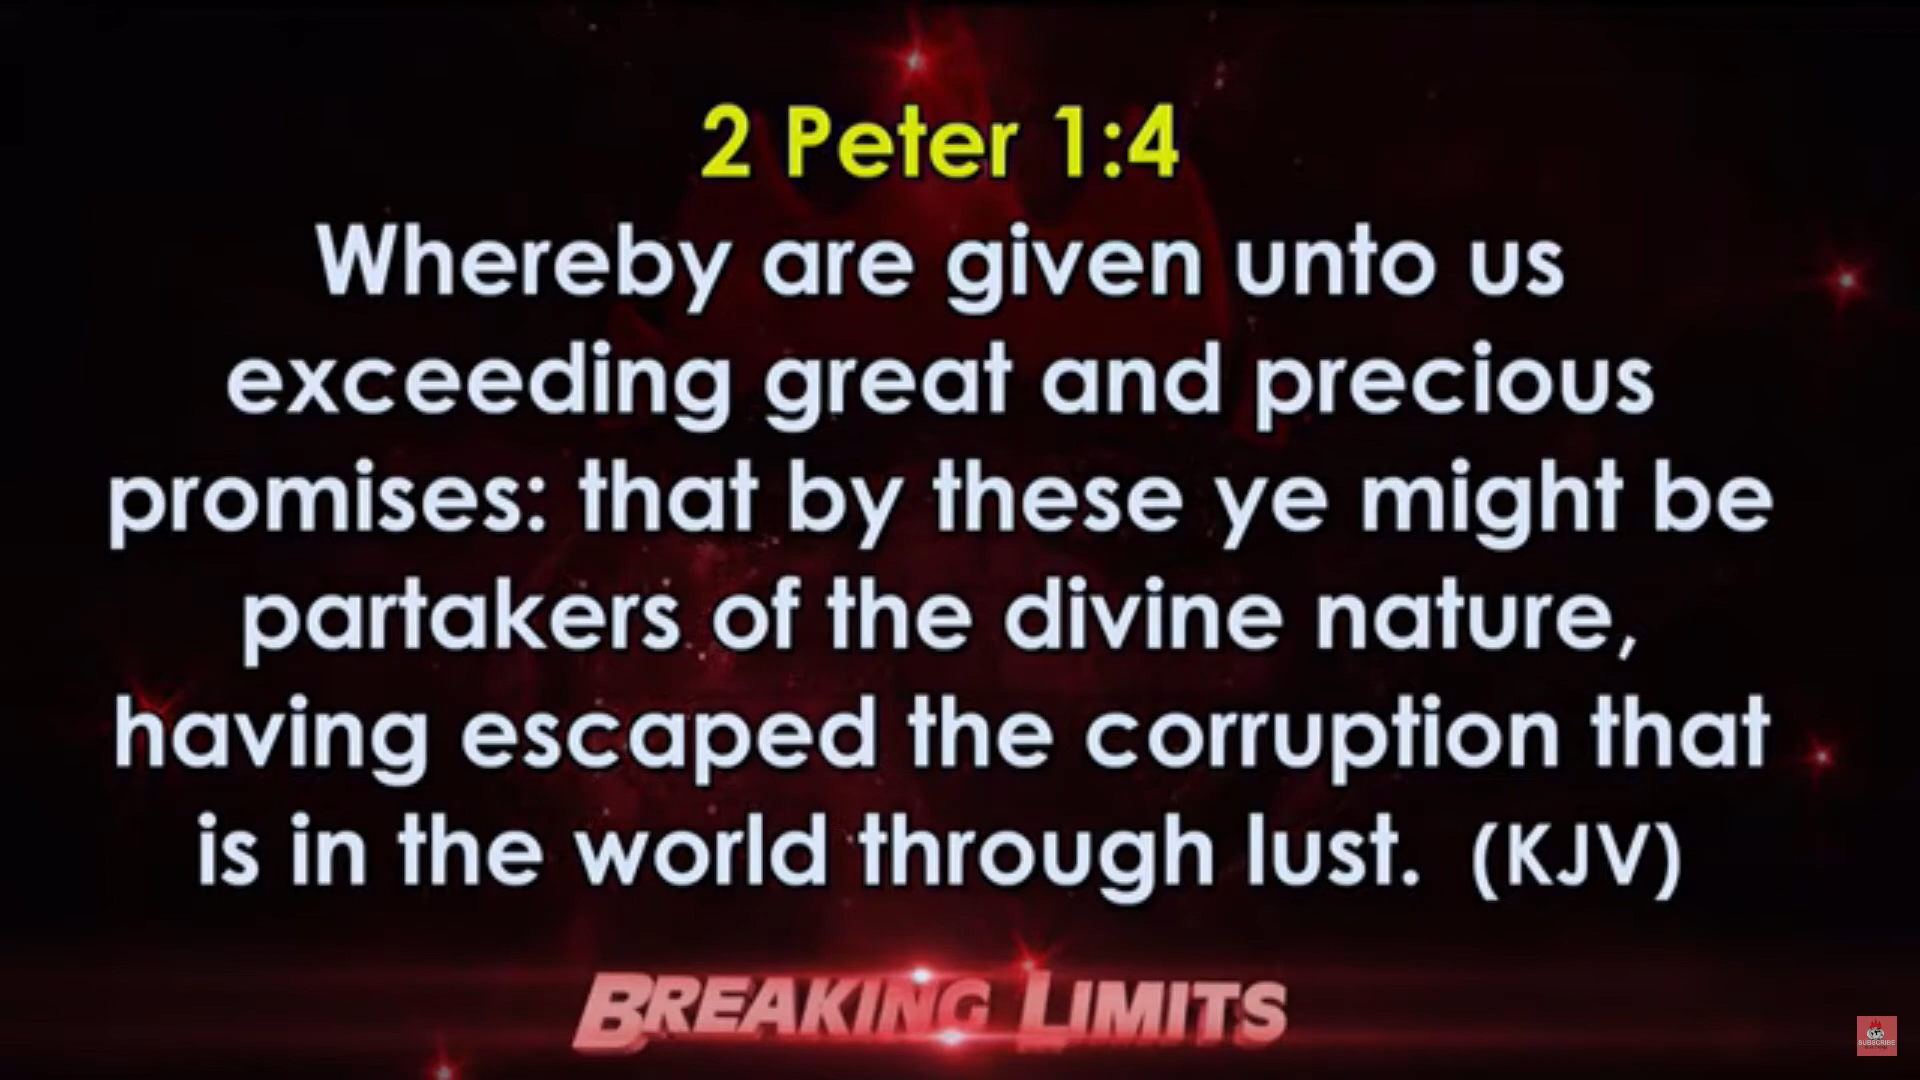 2 Peter 1:4
Whereby are given unto us
exceeding great and precious
promises: that by these ye might be
partakers of the divine nature,
having escaped the corruption that
is in the world through lust. (KJV)
BREAKING LIMITS
SUBSCRIBE